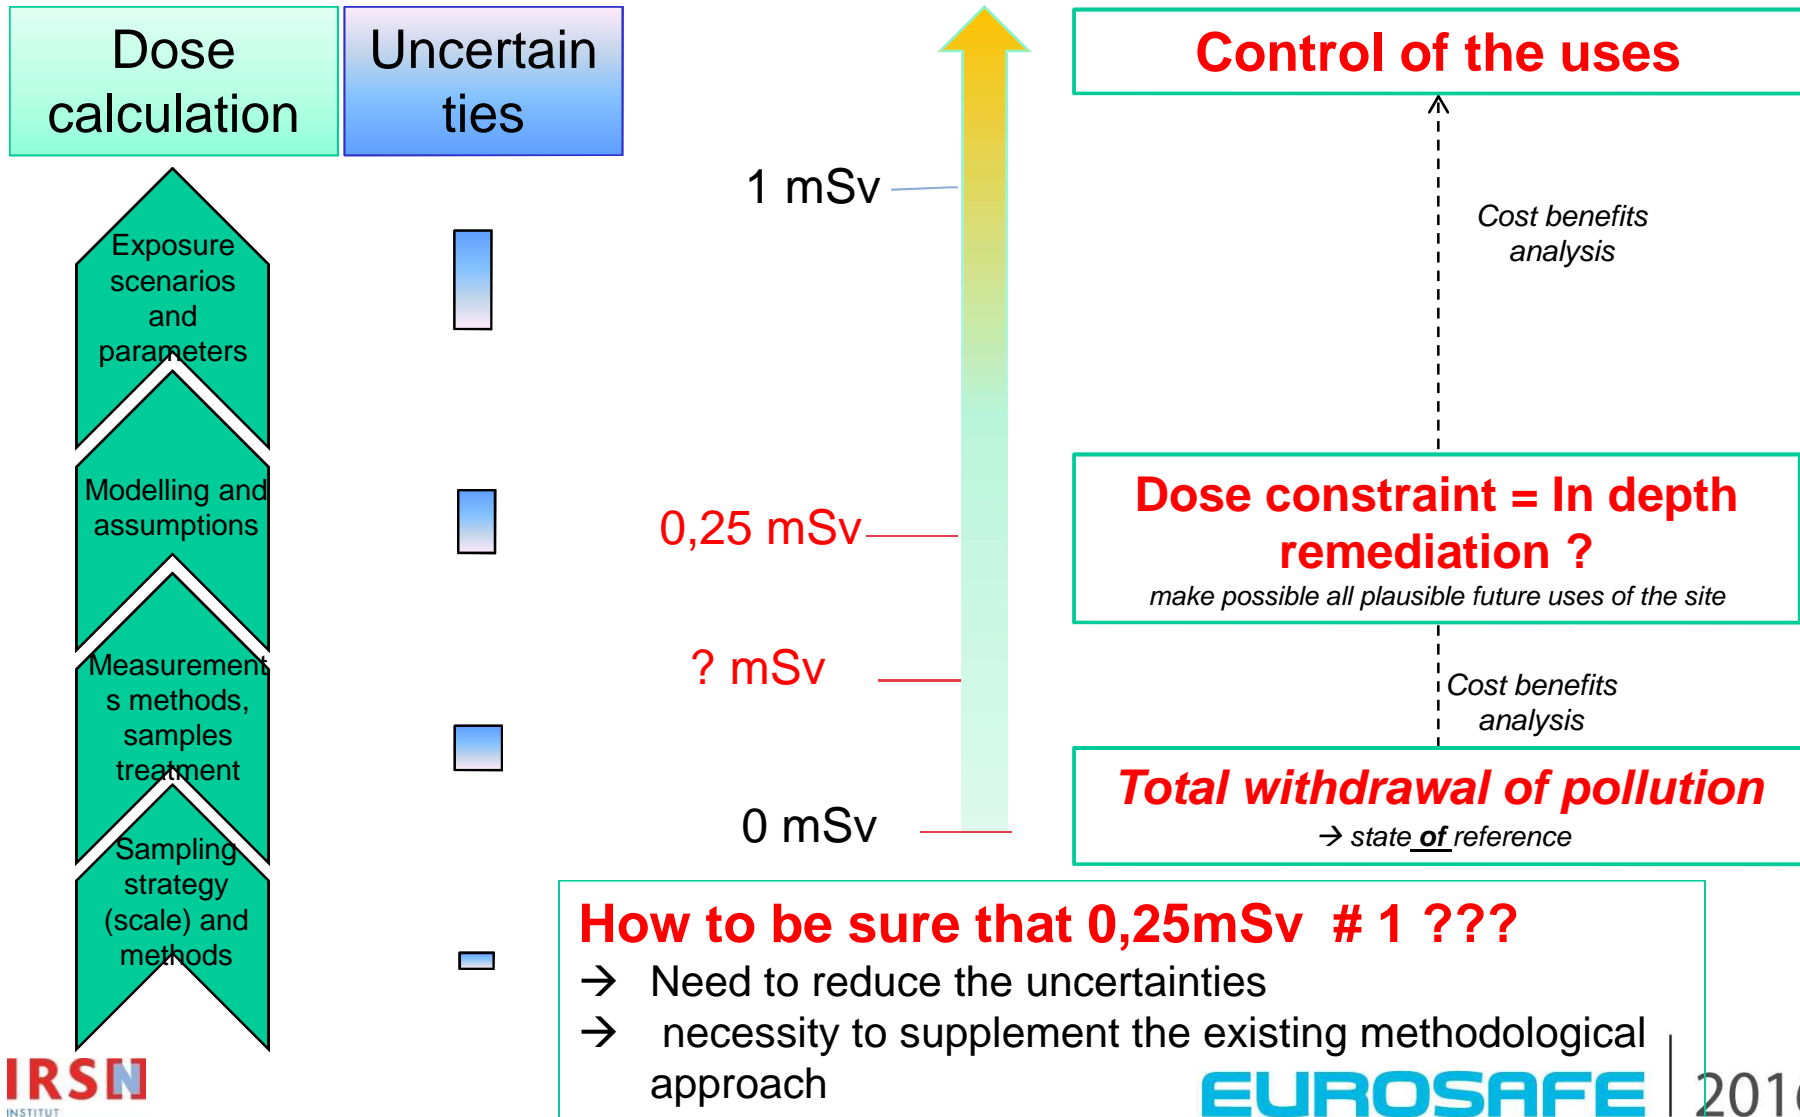 Dose
calculation
Uncertain
ties
Exposure
scenarios
and
parameters
Modelling and
assumptions
Measurement
s methods,
samples
treatment
Sampling
strategy
(scale) and
methods
1 mSv
0,25 mSv
? mSv
0 mSv
Control of the uses
Cost benefits
analysis
Dose constraint = In depth
remediation ?
make possible all plausible future uses of the site
Cost benefits
analysis
Total withdrawal of pollution
→ state of reference
How to be sure that 0,25mSv # 1 ???
→ Need to reduce the uncertainties
→ necessity to supplement the existing methodological
approach
IRSN
INSTITUT
EUROSAFE 2016